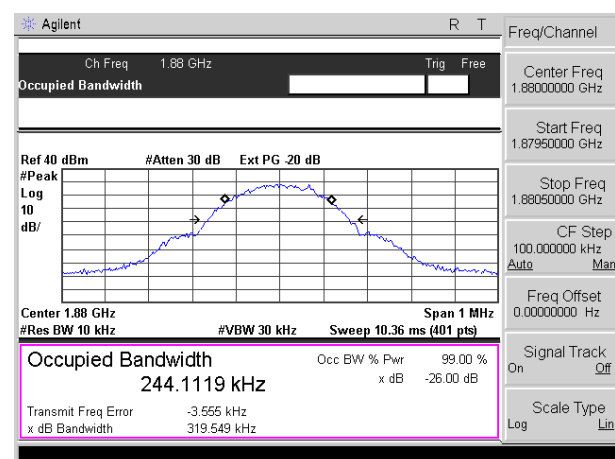 Agilent R T
Ch Freq 1.88 GHz Trig Free
Occupied Bandwidth
Ref 40 dBm #Atten 30 dB Ext PG -20 dB
#Peak
Log
10
dB/
Center 1.88 GHz Span 1 MHz
#Res BW 10 kHz #VBW 30 kHz Sweep 10.36 ms (401 pts)
Occupied Bandwidth Occ BW % Pwr 99.00 %
244.1119 kHz x dB -26.00 dB
Transmit Freq Error -3.555 kHz
x dB Bandwidth 319.549 kHz
Freq/Channel
Center Freq
1.88000000 GHz
Start Freq
1.87950000 GHz
Stop Freq
1.88050000 GHz
CF Step
100.000000 kHz
Auto Man
Freq Offset
0.00000000 Hz
Signal Track
On Off
Scale Type
Log Lin